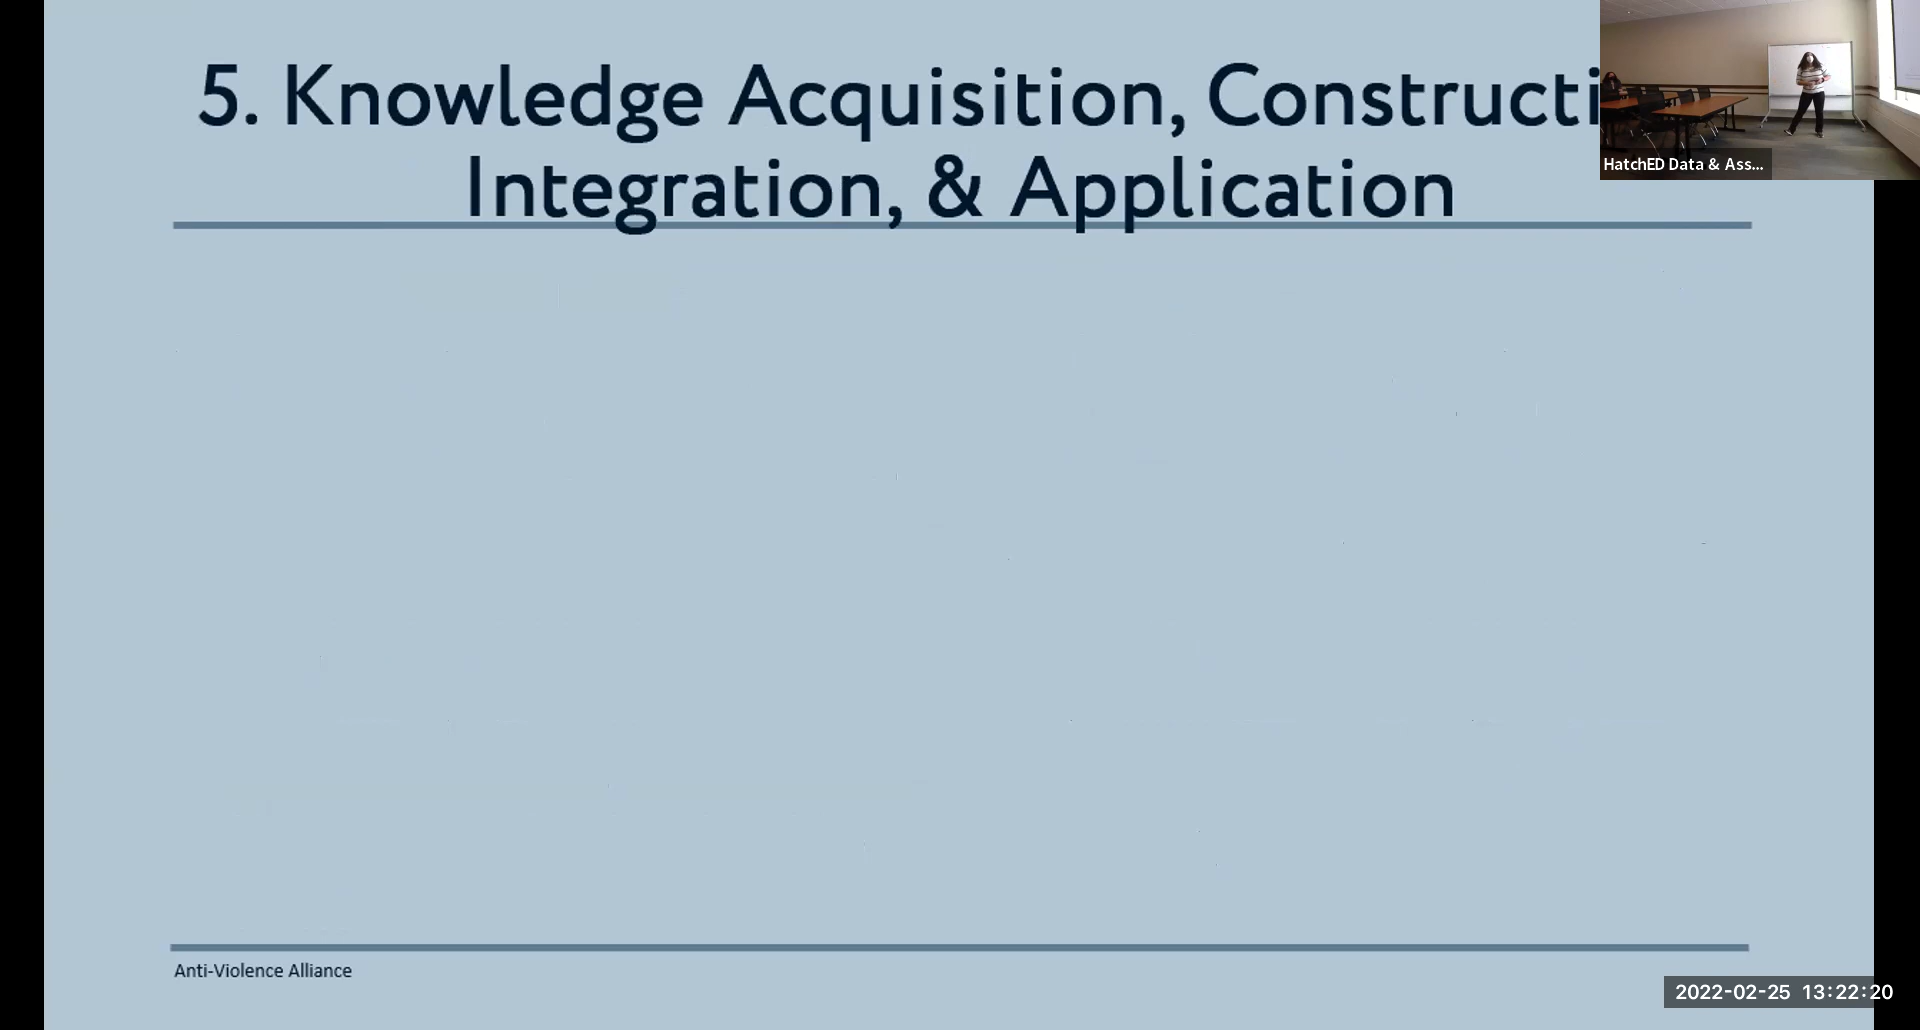 5. Knowledge Acquisition, Constructi
Integration, & Application
HatchED Data & Ass...
Anti-Violence Alliance
2022-02-25 13:22:20